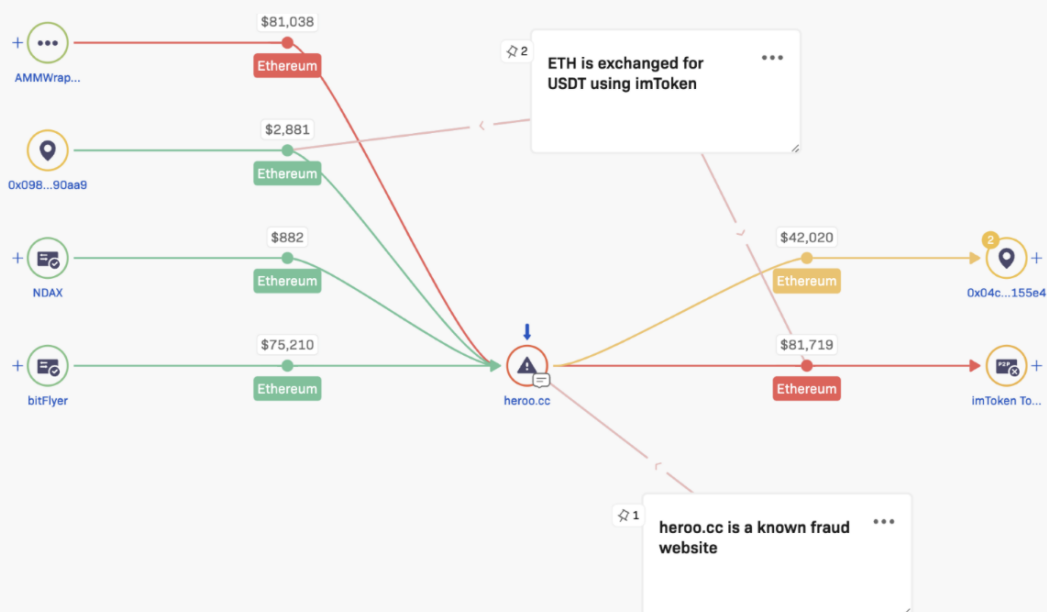 $81,038
Ethereum
AMMWrap...
2
ETH is exchanged for
USDT using imToken
$2,881
Ethereum
0x098...90aa9
$882
Ethereum
NDAX
$42,020
Ethereum
2
0x04c...155e4
$75,210
Ethereum
bitFlyer
heroo.cc
$81,719
Ethereum
P2P
imToken To...
1
heroo.cc is a known fraud
website